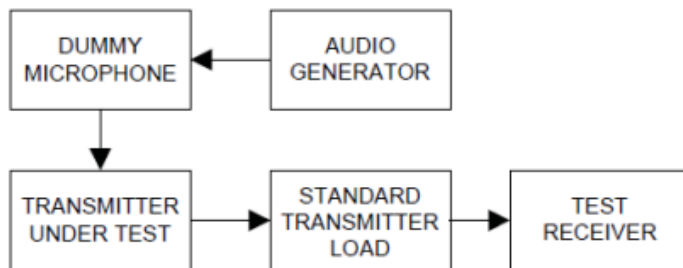 DUMMY
MICROPHONE
AUDIO
GENERATOR
TRANSMITTER
UNDER TEST
STANDARD
TRANSMITTER
LOAD
TEST
RECEIVER